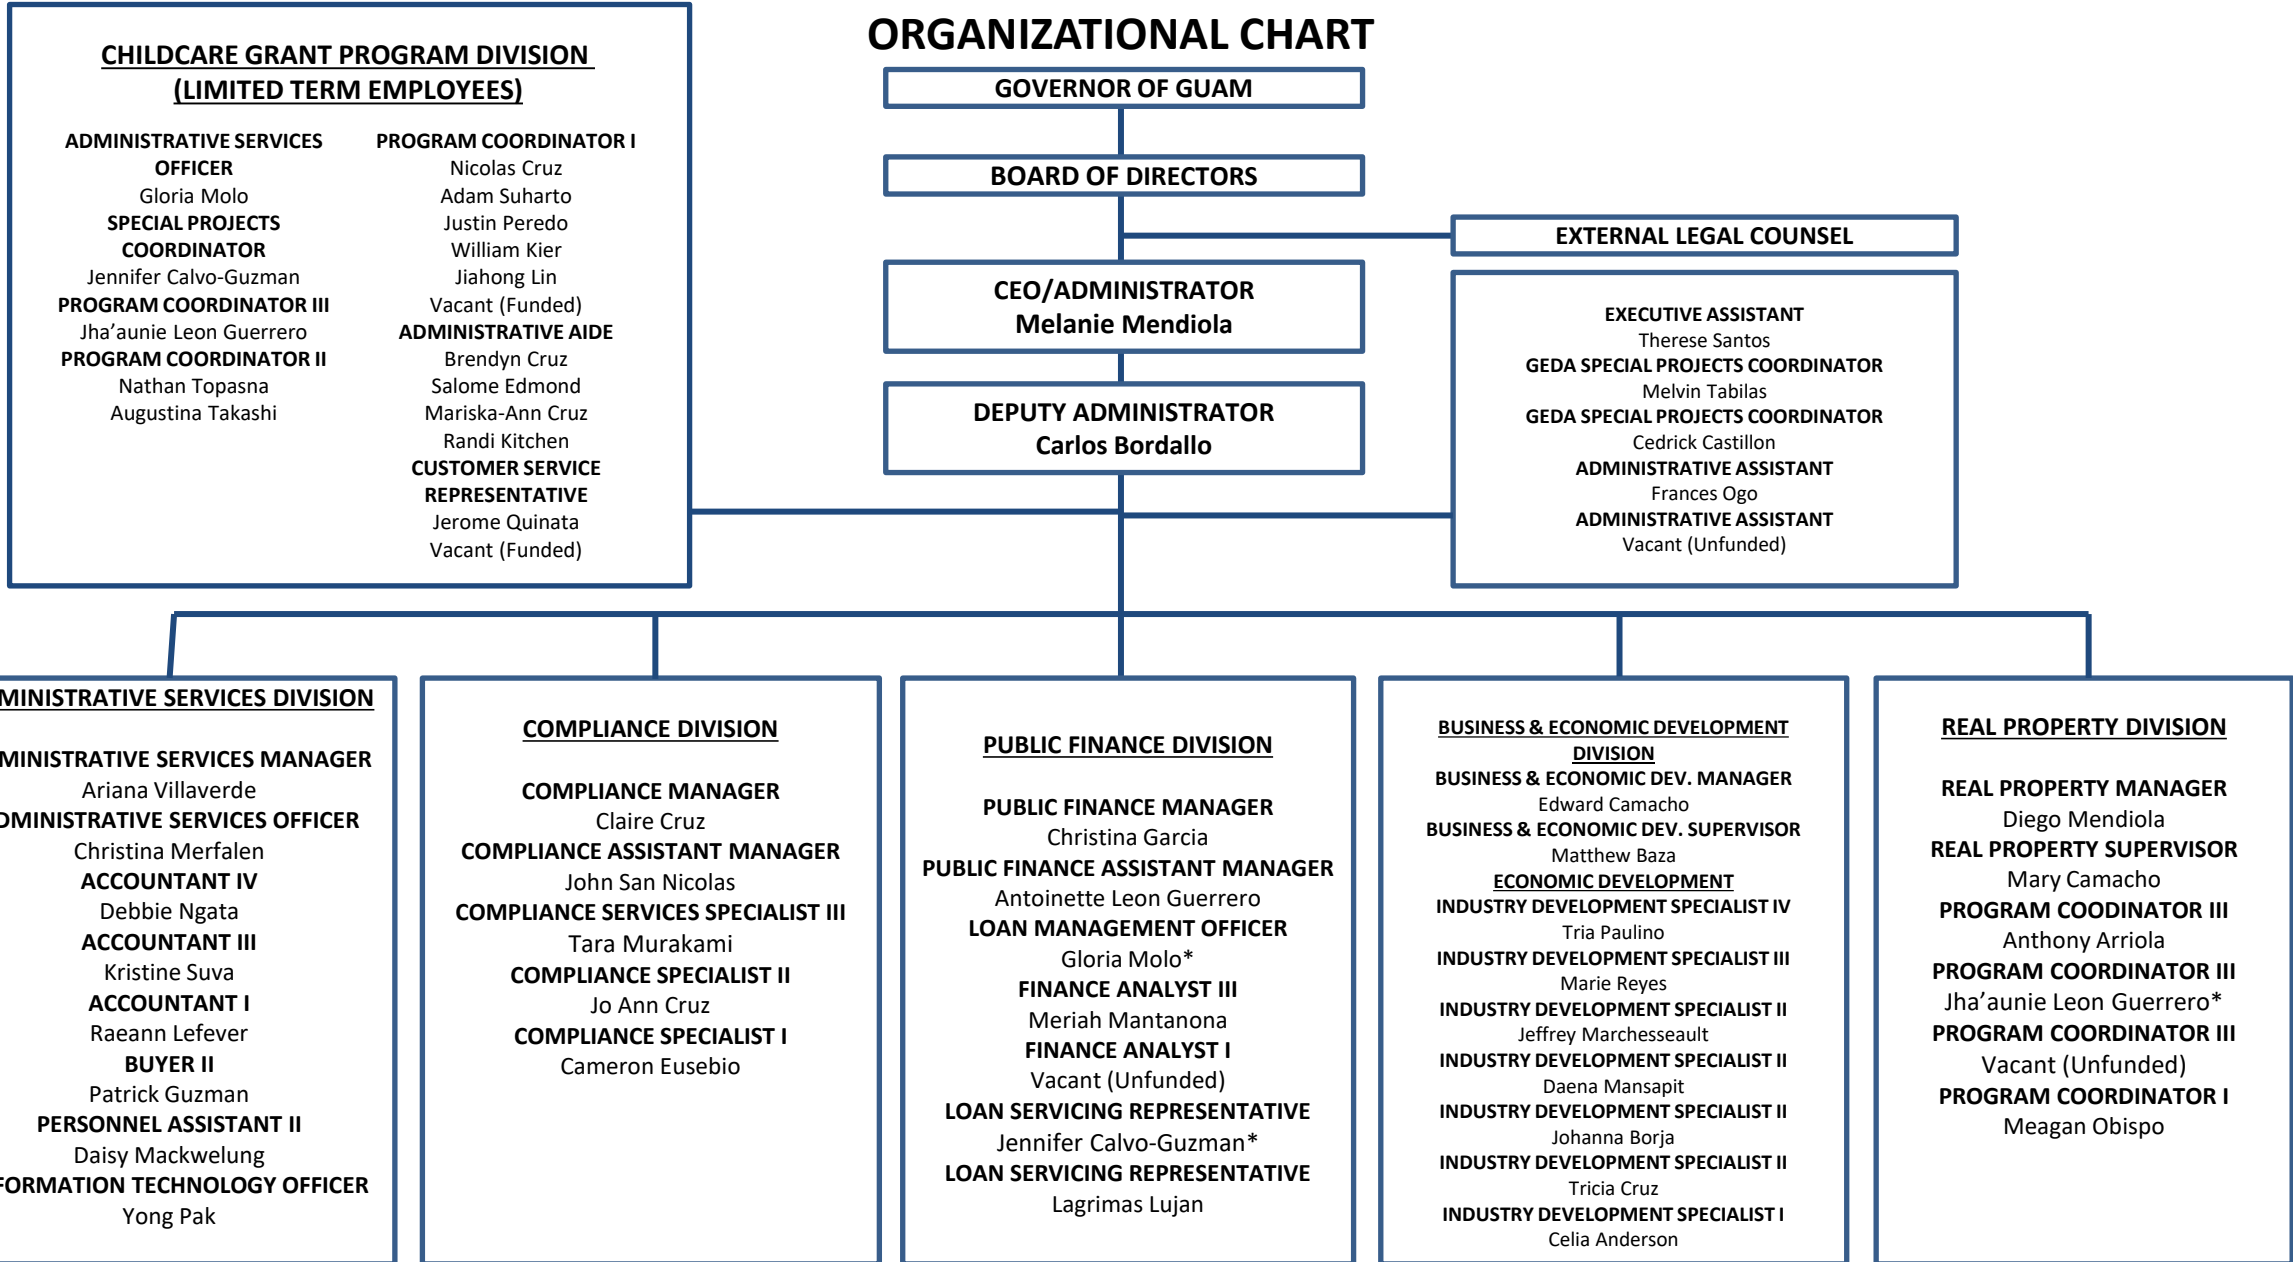 ORGANIZATIONAL CHART
CHILDCARE GRANT PROGRAM DIVISION
(LIMITED TERM EMPLOYEES)
ADMINISTRATIVE SERVICES
OFFICER
Gloria Molo
SPECIAL PROJECTS
COORDINATOR
Jennifer Calvo-Guzman
PROGRAM COORDINATOR III
Jha’aunie Leon Guerrero
PROGRAM COORDINATOR II
Nathan Topasna
Augustina Takashi
PROGRAM COORDINATOR I
Nicolas Cruz
Adam Suharto
Justin Peredo
William Kier
Jiahong Lin
Vacant (Funded)
ADMINISTRATIVE AIDE
Brendyn Cruz
Salome Edmond
Mariska-Ann Cruz
Randi Kitchen
CUSTOMER SERVICE
REPRESENTATIVE
Jerome Quinata
Vacant (Funded)
GOVERNOR OF GUAM
BOARD OF DIRECTORS
EXTERNAL LEGAL COUNSEL
CEO/ADMINISTRATOR
Melanie Mendiola
DEPUTY ADMINISTRATOR
Carlos Bordallo
EXECUTIVE ASSISTANT
Therese Santos
GEDA SPECIAL PROJECTS COORDINATOR
Melvin Tabilas
GEDA SPECIAL PROJECTS COORDINATOR
Cedrick Castillon
ADMINISTRATIVE ASSISTANT
Frances Ogo
ADMINISTRATIVE ASSISTANT
Vacant (Unfunded)
MINISTRATIVE SERVICES DIVISION
MINISTRATIVE SERVICES MANAGER
Ariana Villaverde
DMINISTRATIVE SERVICES OFFICER
Christina Merfalen
ACCOUNTANT IV
Debbie Ngata
ACCOUNTANT III
Kristine Suva
ACCOUNTANT I
Raeann Lefever
BUYER II
Patrick Guzman
PERSONNEL ASSISTANT II
Daisy Mackwelung
FORMATION TECHNOLOGY OFFICER
Yong Pak
COMPLIANCE DIVISION
COMPLIANCE MANAGER
Claire Cruz
COMPLIANCE ASSISTANT MANAGER
John San Nicolas
COMPLIANCE SERVICES SPECIALIST III
Tara Murakami
COMPLIANCE SPECIALIST II
Jo Ann Cruz
COMPLIANCE SPECIALIST I
Cameron Eusebio
PUBLIC FINANCE DIVISION
PUBLIC FINANCE MANAGER
Christina Garcia
PUBLIC FINANCE ASSISTANT MANAGER
Antoinette Leon Guerrero
LOAN MANAGEMENT OFFICER
Gloria Molo*
FINANCE ANALYST III
Meriah Mantanona
FINANCE ANALYST I
Vacant (Unfunded)
LOAN SERVICING REPRESENTATIVE
Jennifer Calvo-Guzman*
LOAN SERVICING REPRESENTATIVE
Lagrimas Lujan
BUSINESS & ECONOMIC DEVELOPMENT
DIVISION
BUSINESS & ECONOMIC DEV. MANAGER
Edward Camacho
BUSINESS & ECONOMIC DEV. SUPERVISOR
Matthew Baza
ECONOMIC DEVELOPMENT
INDUSTRY DEVELOPMENT SPECIALIST IV
Tria Paulino
INDUSTRY DEVELOPMENT SPECIALIST III
Marie Reyes
INDUSTRY DEVELOPMENT SPECIALIST II
Jeffrey Marchesseault
INDUSTRY DEVELOPMENT SPECIALIST II
Daena Mansapit
INDUSTRY DEVELOPMENT SPECIALIST II
Johanna Borja
INDUSTRY DEVELOPMENT SPECIALIST II
Tricia Cruz
INDUSTRY DEVELOPMENT SPECIALIST I
Celia Anderson
REAL PROPERTY DIVISION
REAL PROPERTY MANAGER
Diego Mendiola
REAL PROPERTY SUPERVISOR
Mary Camacho
PROGRAM COODINATOR III
Anthony Arriola
PROGRAM COORDINATOR III
Jha’aunie Leon Guerrero*
PROGRAM COORDINATOR III
Vacant (Unfunded)
PROGRAM COORDINATOR I
Meagan Obispo